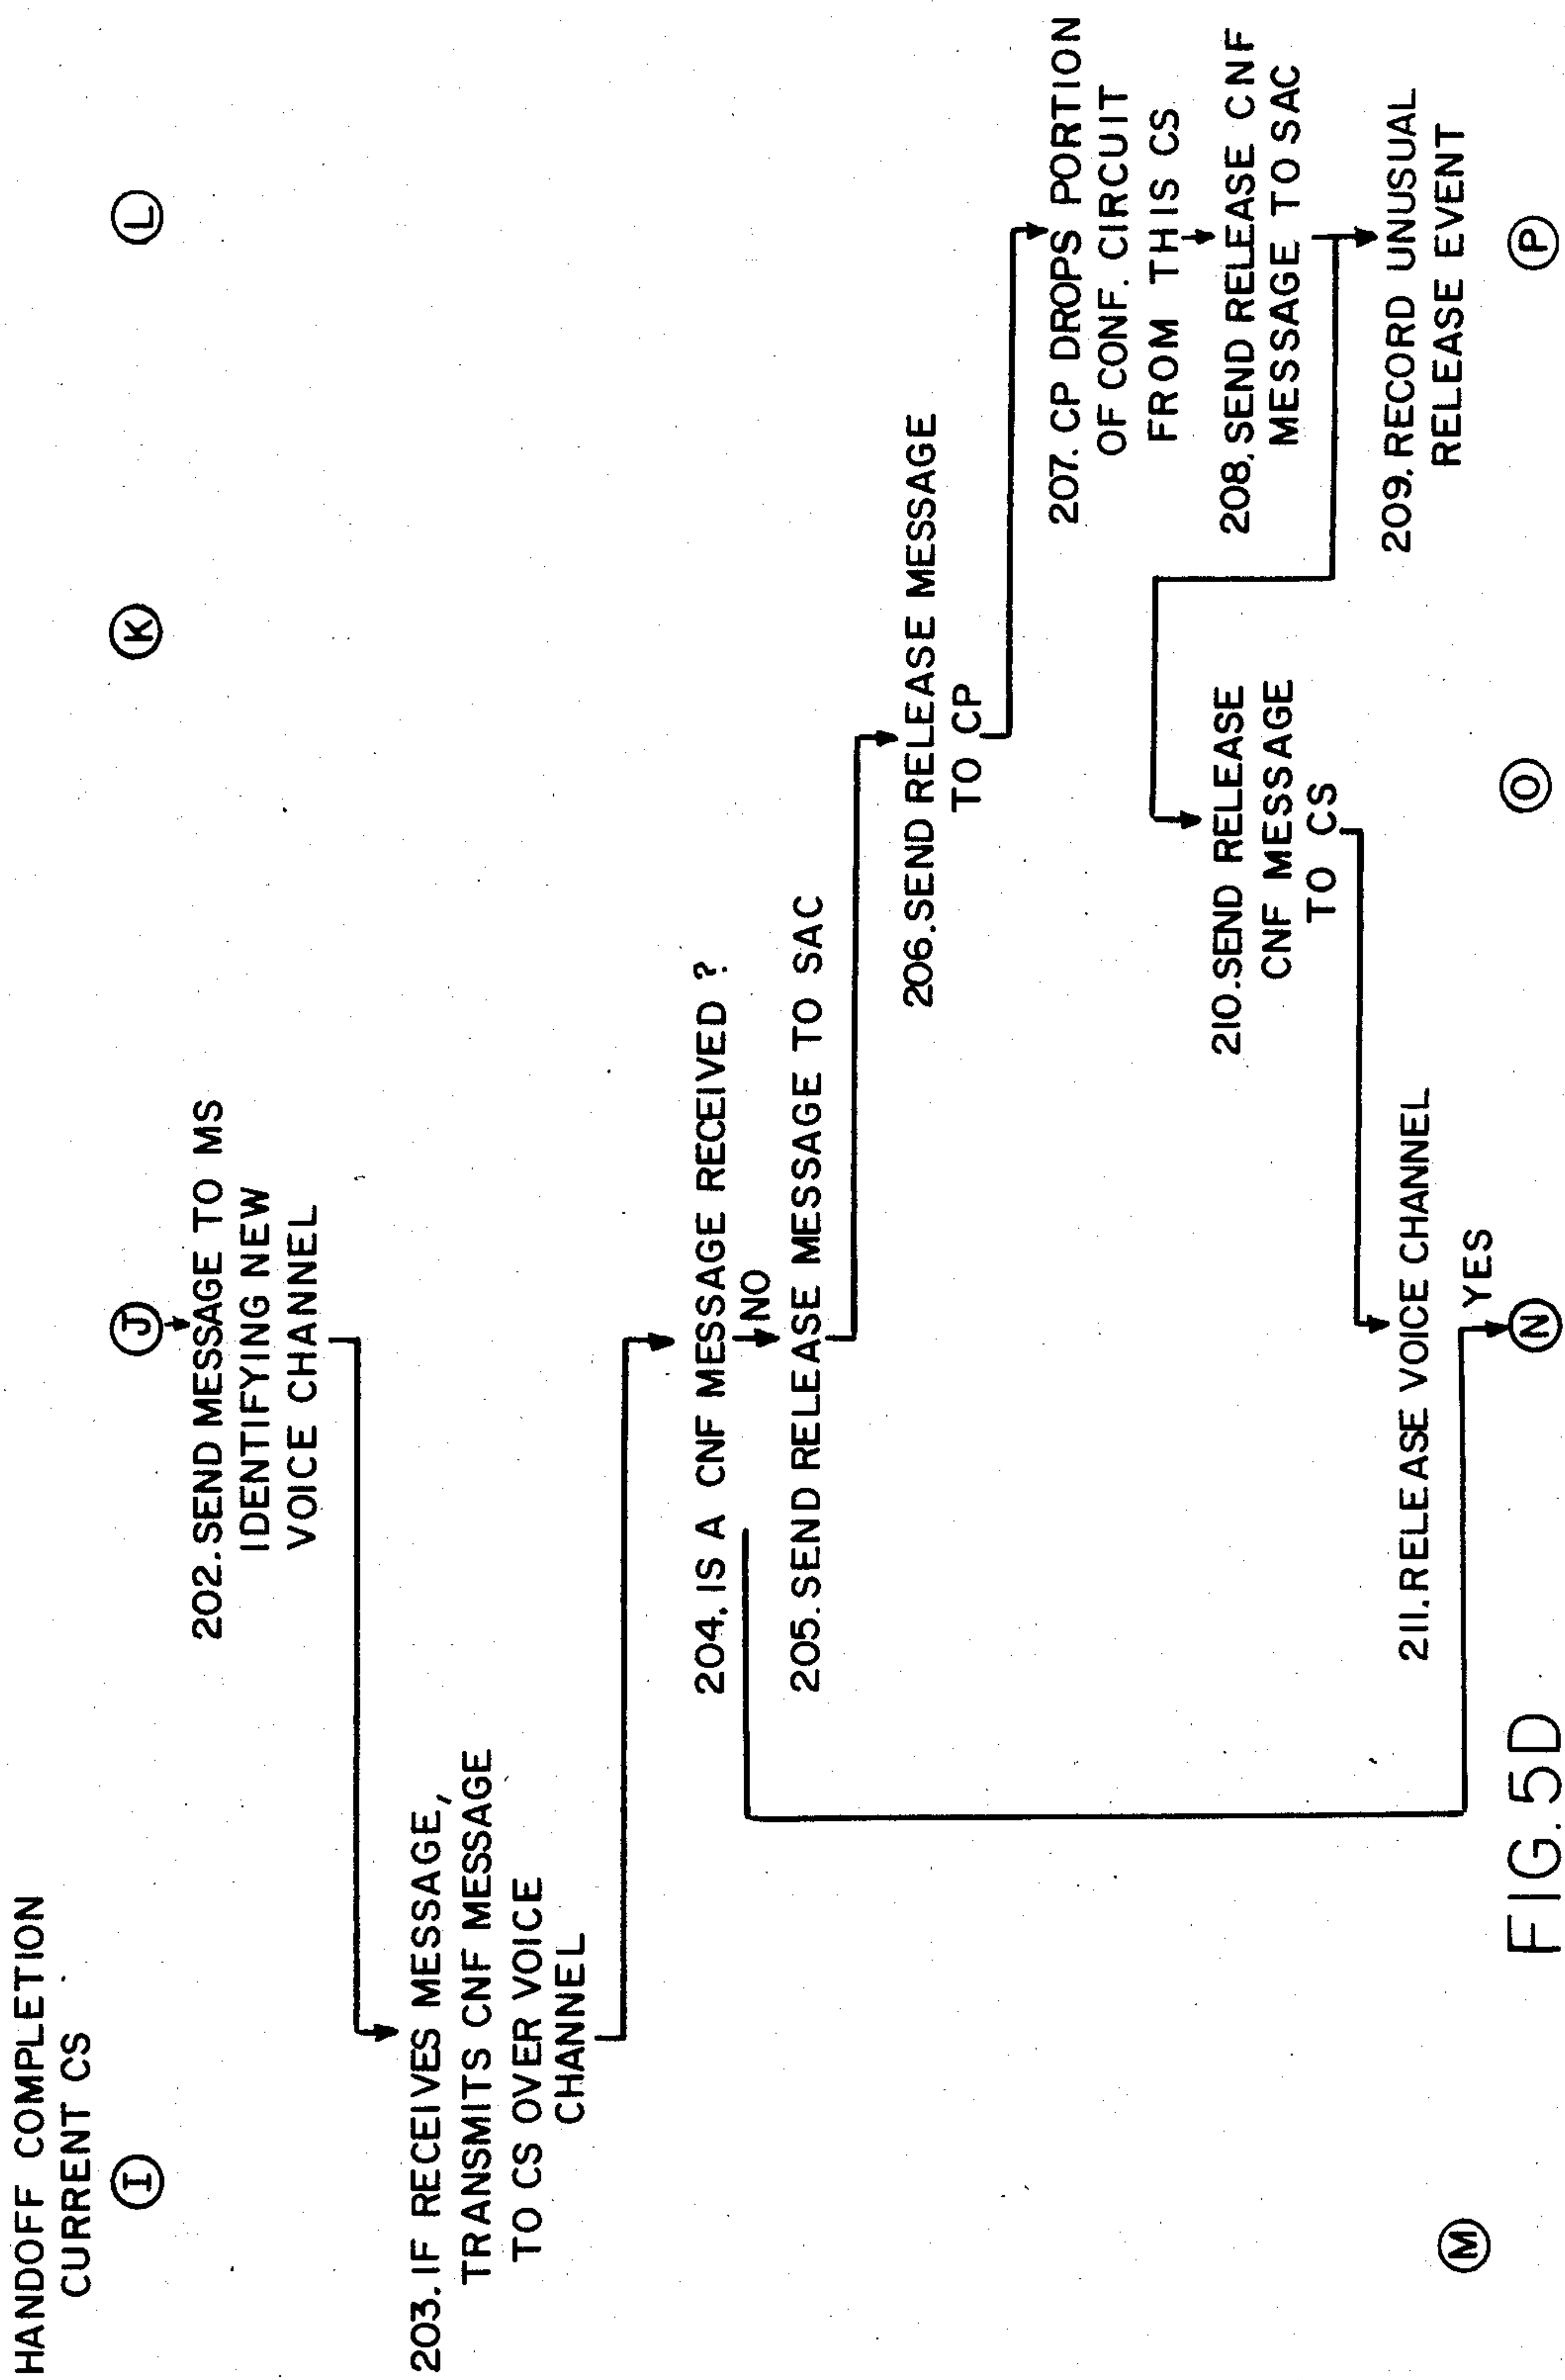 HANDOFF COMPLETION
CURRENT CS
I
J
K
L
202. SEND MESSAGE TO MS
IDENTIFYING NEW
VOICE CHANNEL
203. IF RECEIVES MESSAGE,
TRANSMITS CNF MESSAGE
TO CS OVER VOICE
CHANNEL
204. IS A CNF MESSAGE RECEIVED ?
NO
205. SEND RELEASE MESSAGE TO SAC
206. SEND RELEASE MESSAGE
TO CP
207. CP DROPS PORTION
OF CONF. CIRCUIT
FROM THIS CS
208. SEND RELEASE CNF
MESSAGE TO SAC
209. RECORD UNUSUAL
RELEASE EVENT
210. SEND RELEASE
CNF MESSAGE
TO CS
211. RELEASE VOICE CHANNEL
YES
M
N
O
P
FIG. 5D